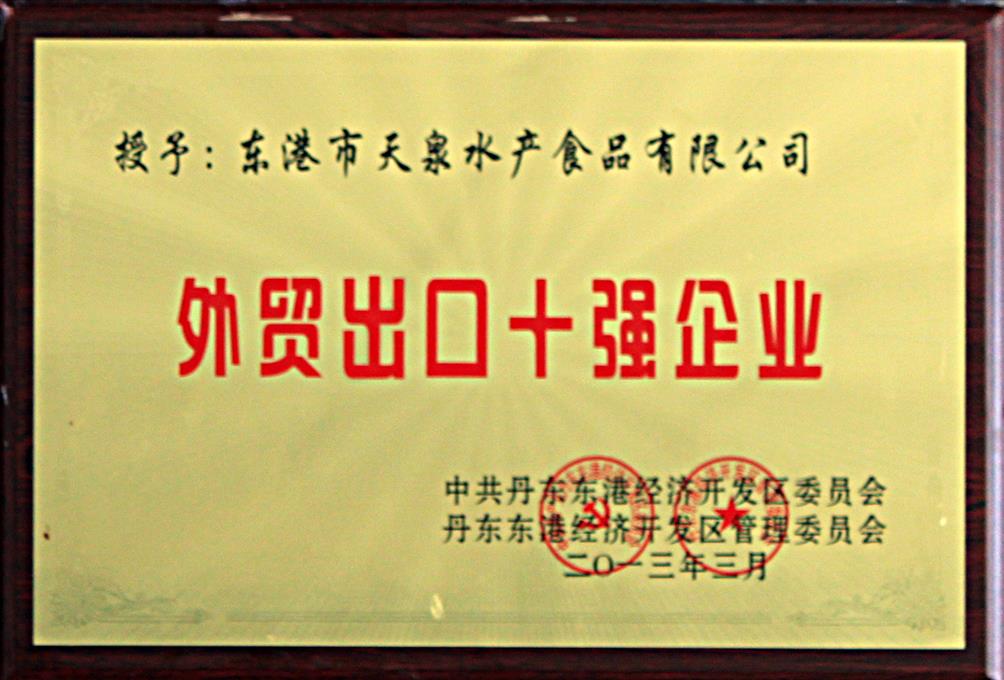 授予：东港市天泉水产食品有限公司
外贸出口十强企业
中共丹东东港经济开发区委员会
丹东东港经济开发区管理委员会
二〇一三年三月